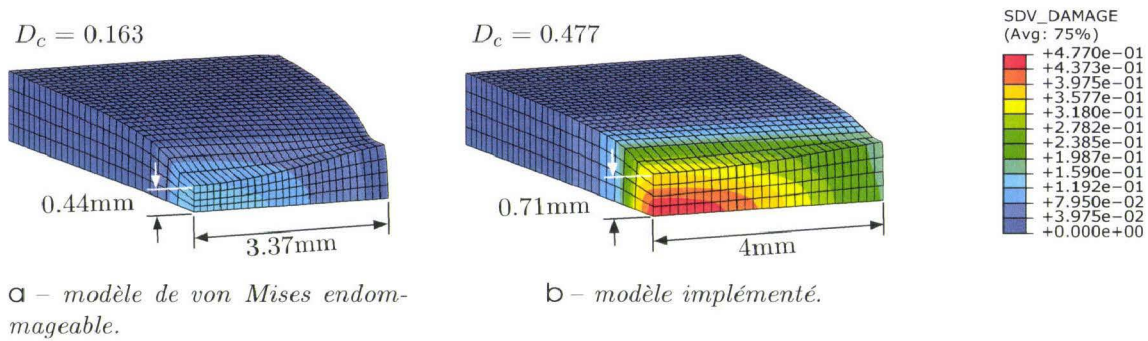 D_c = 0.163
0.44mm
3.37mm
a – modèle de von Mises endom-
mageable.
D_c = 0.477
0.71mm
4mm
b – modèle implémenté.
SDV_DAMAGE
(Avg: 75%)
+4.770e-01
+4.373e-01
+3.975e-01
+3.577e-01
+3.180e-01
+2.782e-01
+2.385e-01
+1.987e-01
+1.590e-01
+1.192e-01
+7.950e-02
+3.975e-02
+0.000e+00